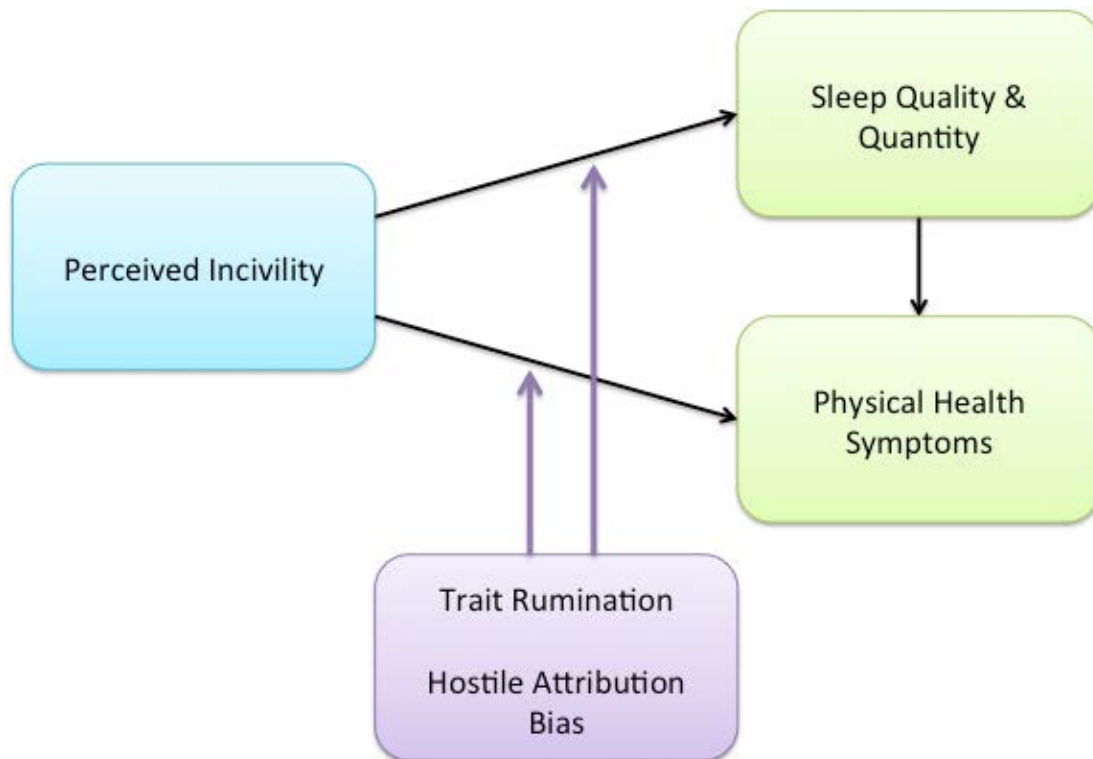 Sleep Quality &
Quantity
Perceived Incivility
Physical Health
Symptoms
Trait Rumination
Hostile Attribution
Bias